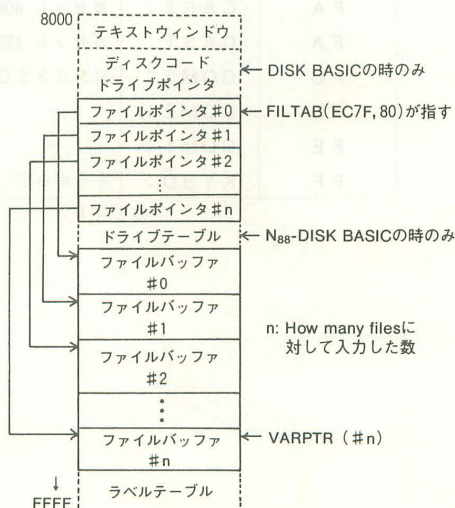 8000
テキストウィンドウ
ディスクコード
ドライブポインタ
← DISK BASICの時のみ
ファイルポインタ#0
← FILTAB(EC7F, 80)が指す
ファイルポインタ#1
ファイルポインタ#2
⋮
ファイルポインタ#n
ドライブテーブル
← N₈₈-DISK BASICの時のみ
ファイルバッファ
#0
ファイルバッファ
#1
n: How many filesに
対して入力した数
ファイルバッファ
#2
⋮
ファイルバッファ
#n
← VARPTR (#n)
↓
FFFF
ラベルテーブル